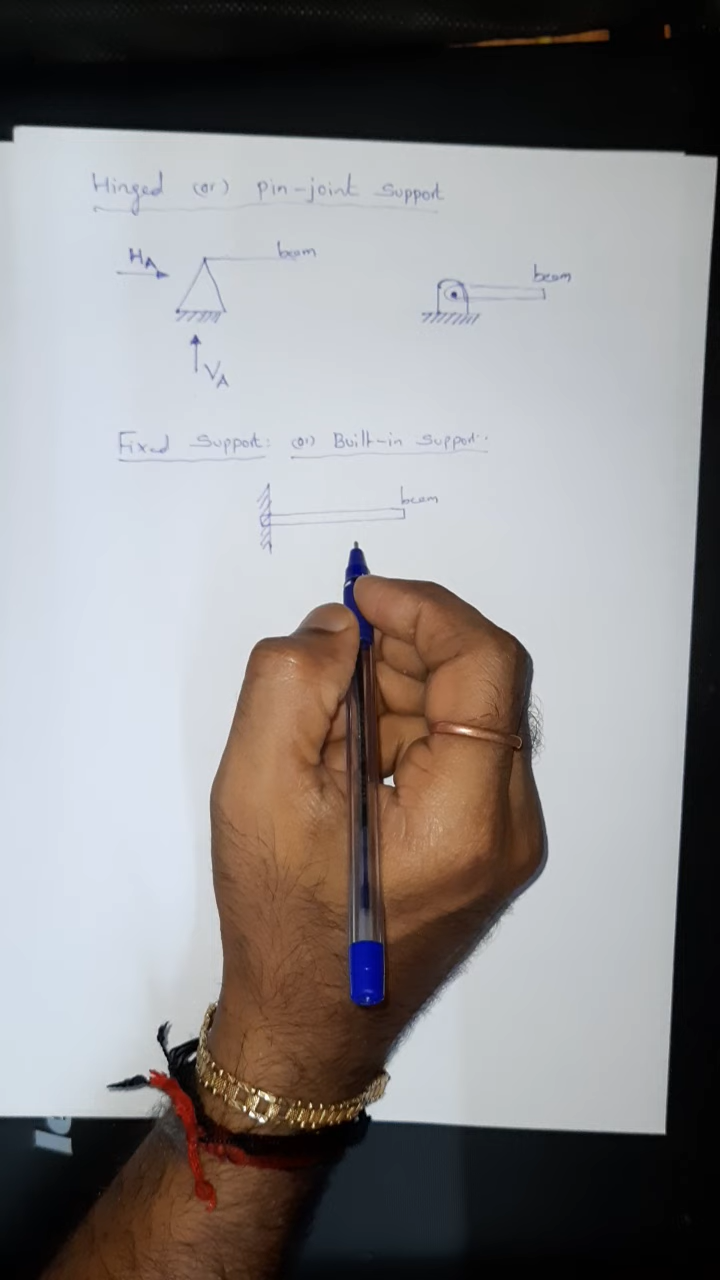 Hinged (or) pin-joint Support
HA
beam
beam
VA
Fixed Support: (or) Built-in Support:
beam